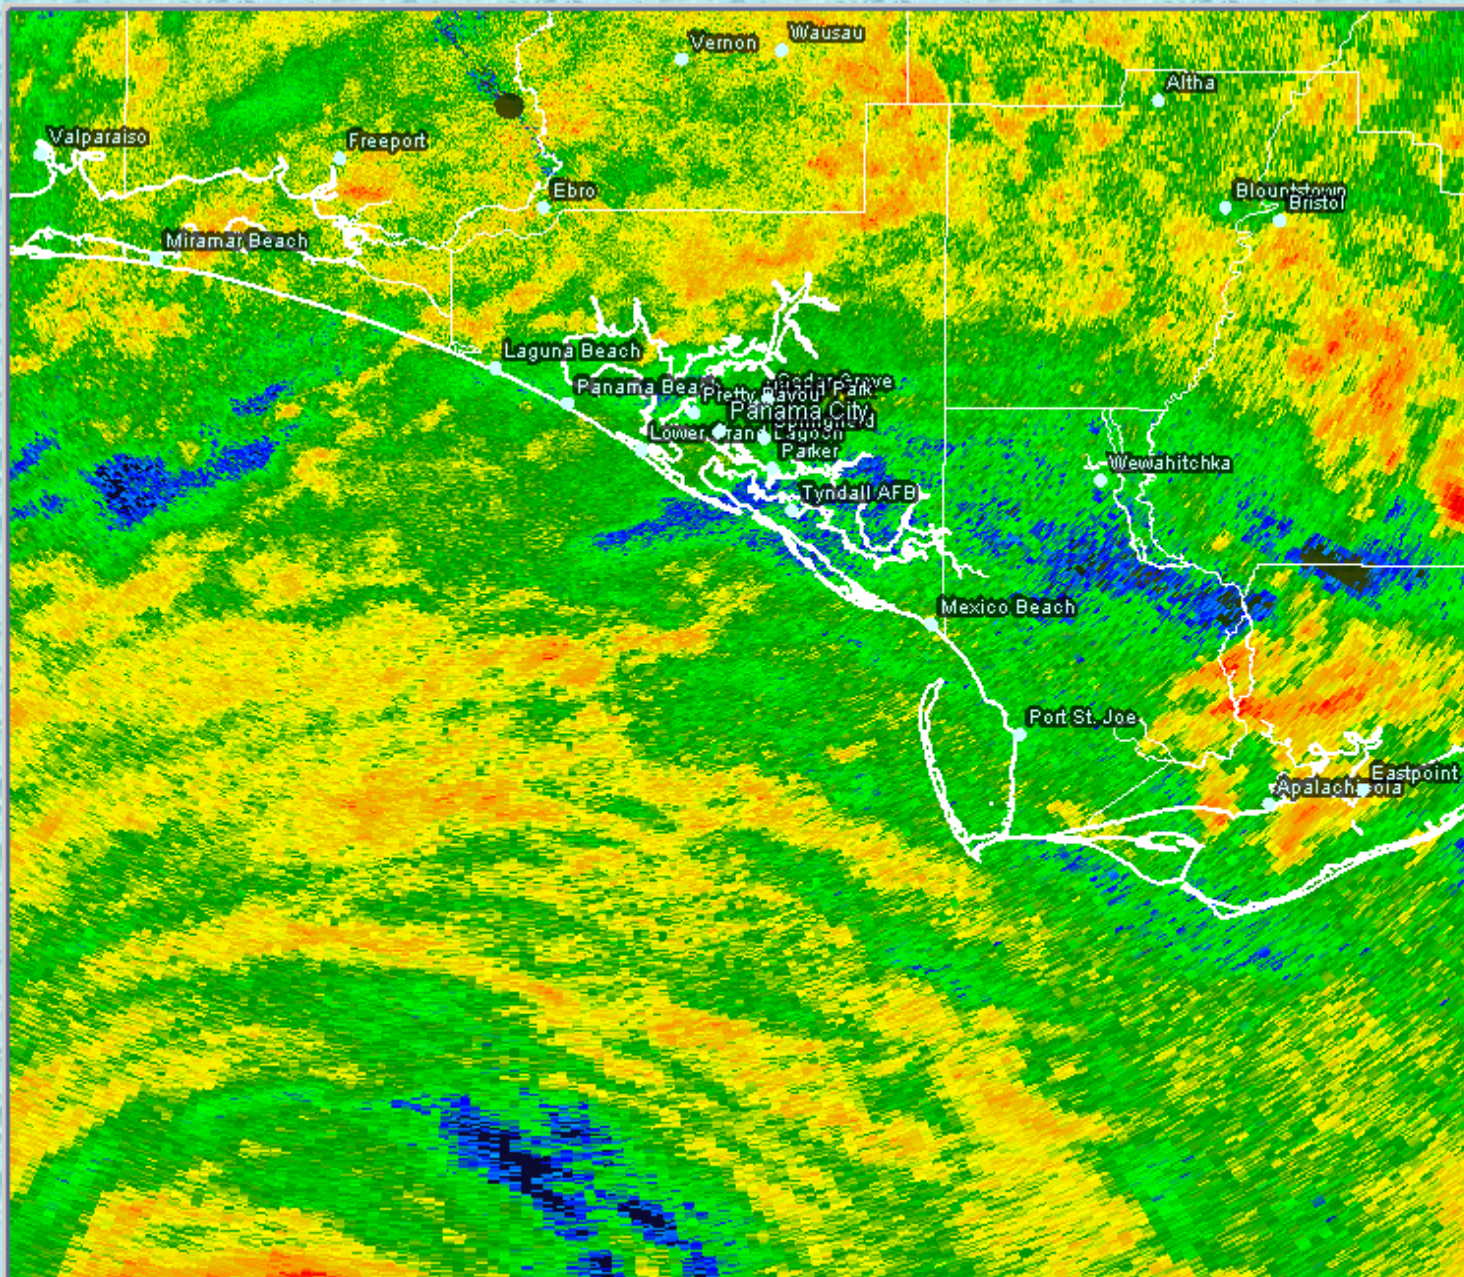 Wausau
Vernon
Altha
Valparaiso
Freeport
Ebro
Blountstown
Bristol
Miramar Beach
Laguna Beach
Cedar Grove
Panama Beach
Pretty Bayou
Park
Panama City
Springfield
Lower Grand Lagoon
Parker
Wewahitchka
Tyndall AFB
Mexico Beach
Port St. Joe
Eastpoint
Apalachicola